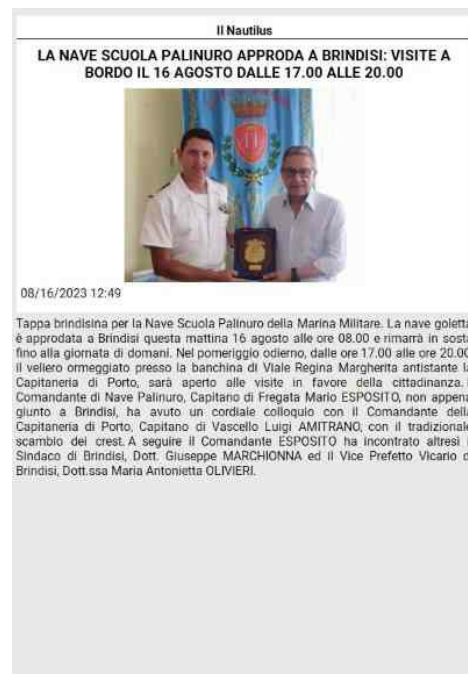 Il Nautilus
LA NAVE SCUOLA PALINURO APPRODA A BRINDISI: VISITE A
BORDO IL 16 AGOSTO DALLE 17.00 ALLE 20.00
08/16/2023 12:49
Tappa brindisina per la Nave Scuola Palinuro della Marina Militare. La nave goletta
è approdata a Brindisi questa mattina 16 agosto alle ore 08.00 e rimarrà in sosta
fino alla giornata di domani. Nel pomeriggio odierno, dalle ore 17.00 alle ore 20.00
il veliero ormeggiato presso la banchina di Viale Regina Margherita antistante la
Capitaneria di Porto, sarà aperto alle visite in favore della cittadinanza.
Comandante di Nave Palinuro, Capitano di Fregata Mario ESPOSITO, non appena
giunto a Brindisi, ha avuto un cordiale colloquio con il Comandante della
Capitaneria di Porto, Capitano di Vascello Luigi AMITRANO, con il tradizionale
scambio dei crest. A seguire il Comandante ESPOSITO ha incontrato altresì
Sindaco di Brindisi, Dott. Giuseppe MARCHIONNA ed il Vice Prefetto Vicario
Brindisi, Dott.ssa Maria Antonietta OLIVIERI.